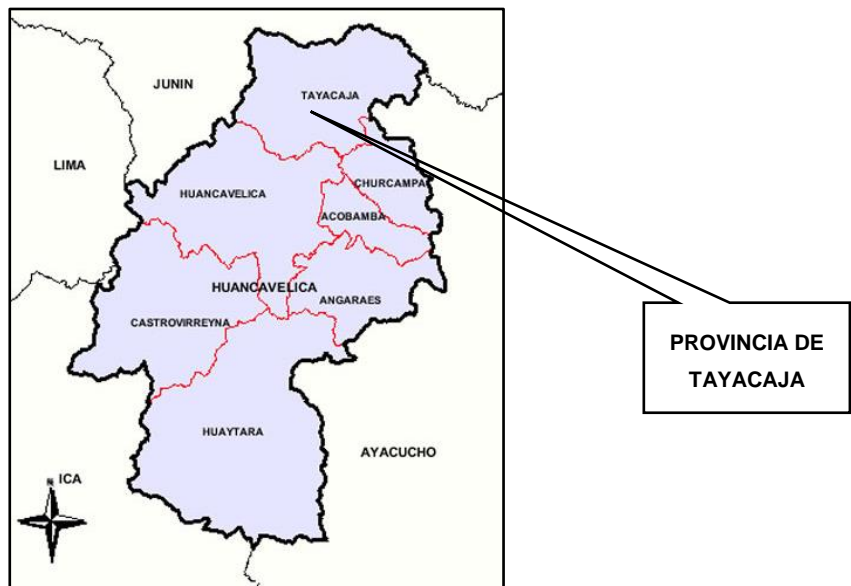 JUNIN
TAYACAJA
LIMA
CHURCAMPA
HUANCAVELICA
ACOBAMBA
HUANCAVELICA
ANGARAES
CASTROVIRREYNA
PROVINCIA DE
TAYACAJA
HUAYTARA
AYACUCHO
N
ICA